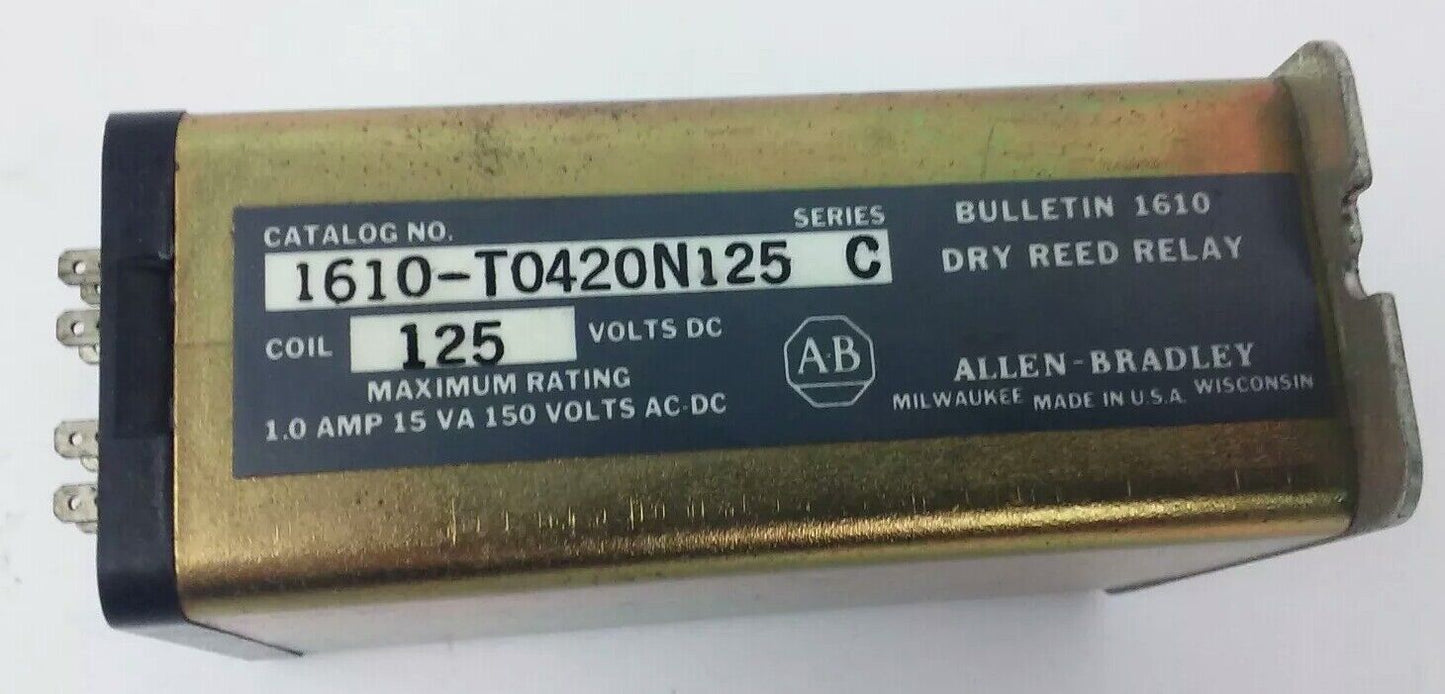 CATALOG NO. SERIES
1610-T0420N125 C
COIL 125 VOLTS DC
MAXIMUM RATING
1.0 AMP 15 VA 150 VOLTS AC-DC
BULLETIN 1610
DRY REED RELAY
A-B
ALLEN-BRADLEY
MILWAUKEE MADE IN U.S.A. WISCONSIN